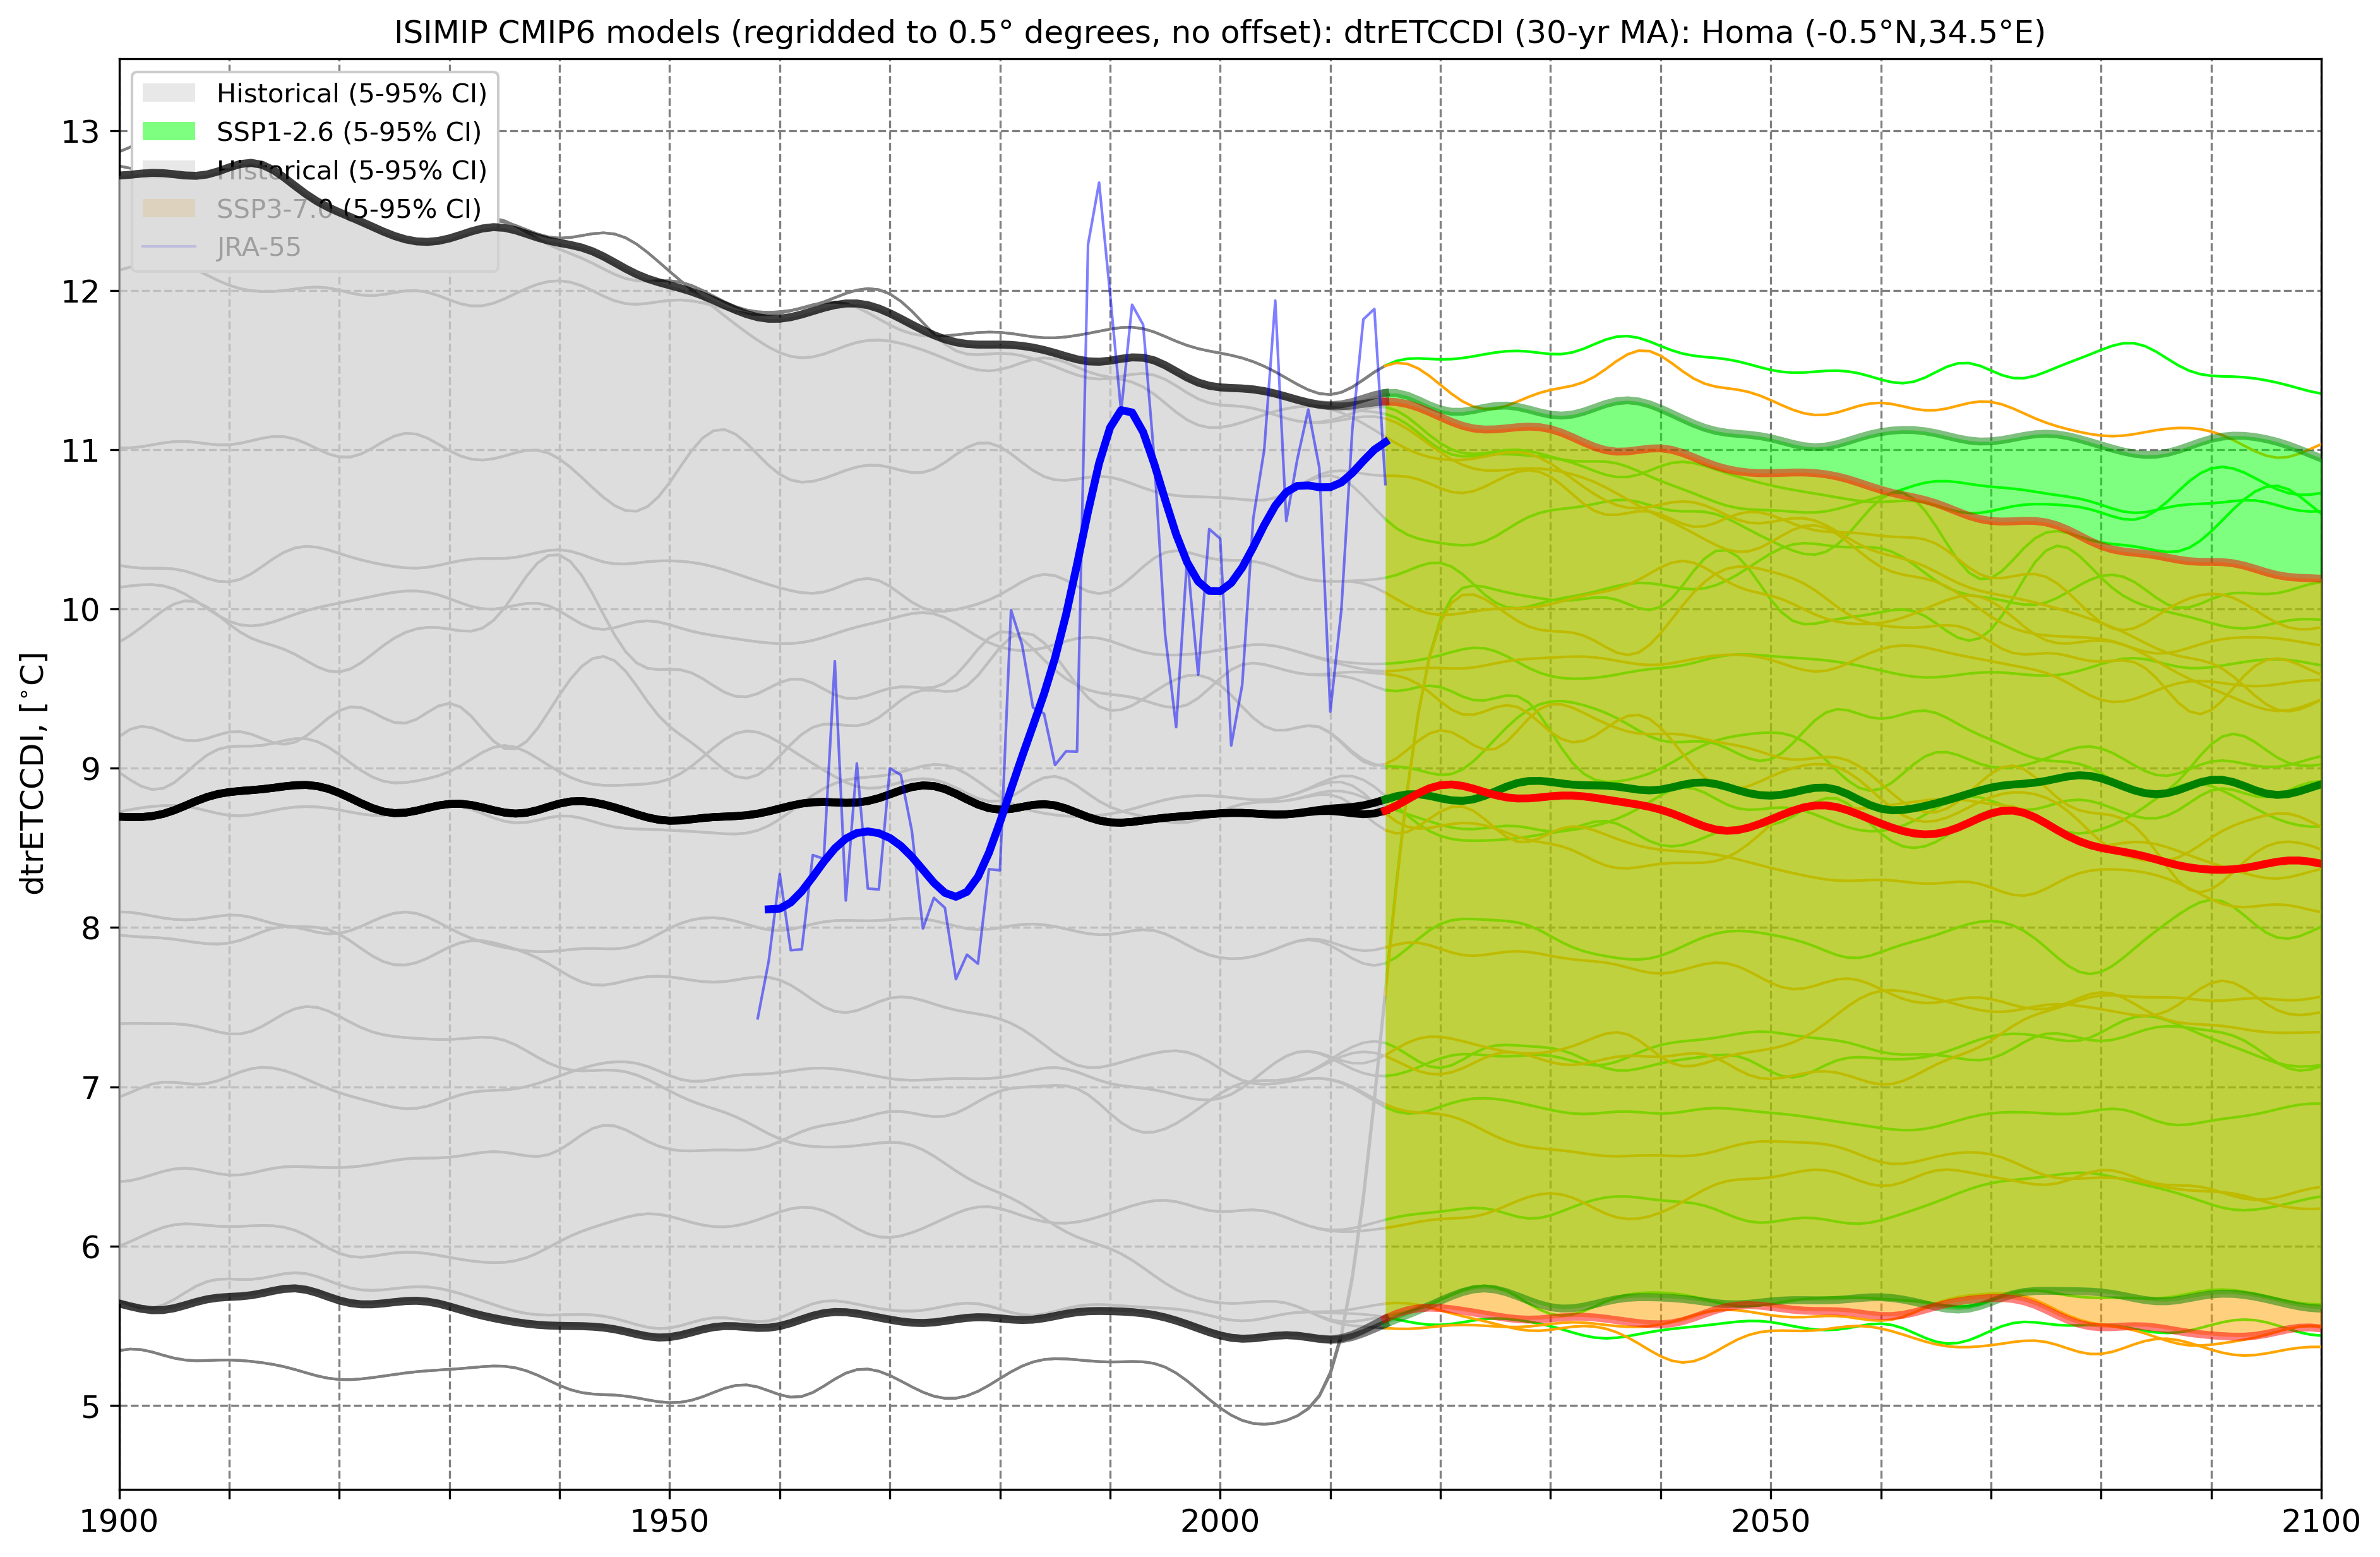 ISIMIP CMIP6 models (regridded to 0.5° degrees, no offset): dtrETCCDI (30-yr MA): Homa (-0.5°N,34.5°E)
Historical (5-95% CI)
SSP1-2.6 (5-95% CI)
Historical (5-95% CI)
SSP3-7.0 (5-95% CI)
JRA-55
dtrETCCDI, [°C]
13
12
11
10
9
8
7
6
5
1900
1950
2000
2050
2100